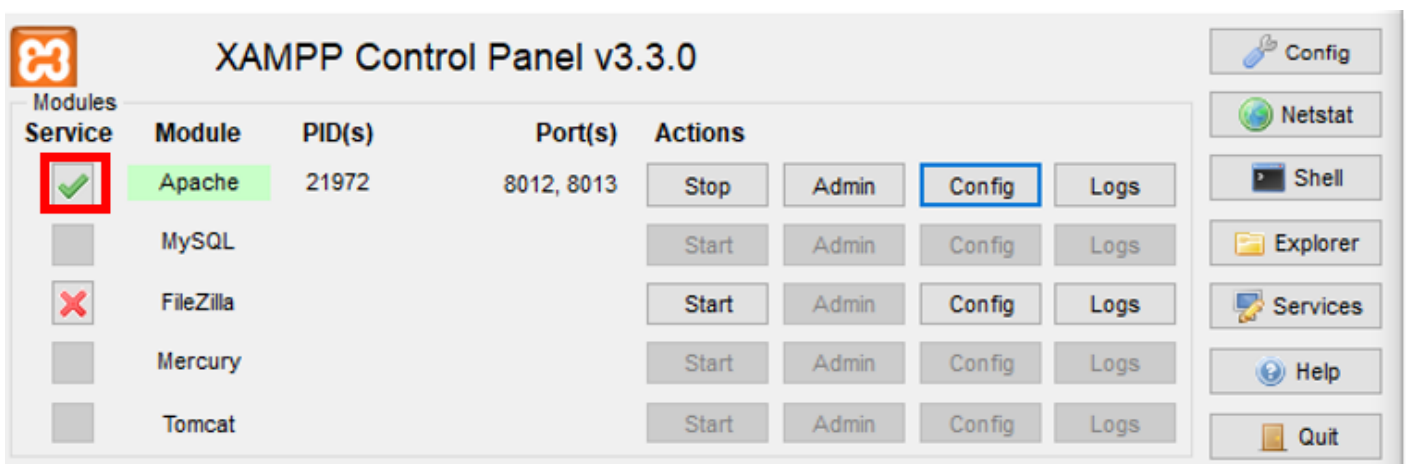 XAMPP Control Panel v3.3.0
Modules
Service Module PID(s) Port(s) Actions
Apache 21972 8012, 8013 Stop Admin Config Logs
MySQL Start Admin Config Logs
FileZilla Start Admin Config Logs
Mercury Start Admin Config Logs
Tomcat Start Admin Config Logs
Config
Netstat
Shell
Explorer
Services
Help
Quit